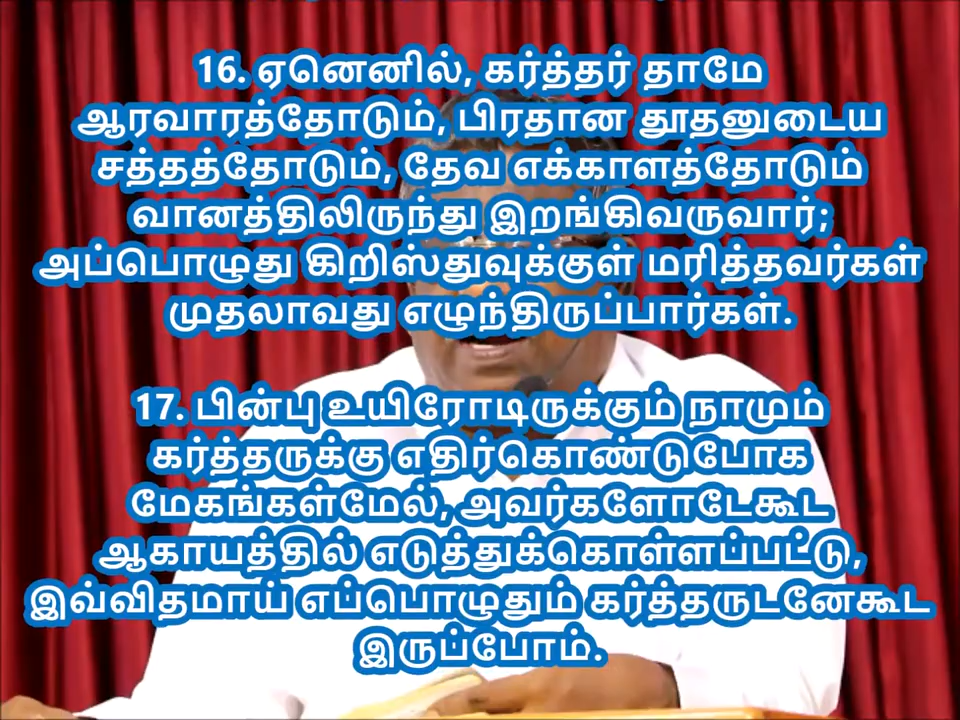 16. ஏனெனில், கர்த்தர் தாமே
ஆரவாரத்தோடும், பிரதான தூதனுடைய
சத்தத்தோடும், தேவ எக்காளத்தோடும்
வானத்திலிருந்து இறங்கிவருவார்;
அப்பொழுது கிறிஸ்துவுக்குள் மரித்தவர்கள்
முதலாவது எழுந்திருப்பார்கள்.
17. பின்பு உயிரோடிருக்கும் நாமும்
கர்த்தருக்கு எதிர்கொண்டுபோக
மேகங்கள்மேல், அவர்களோடேகூட
ஆகாயத்தில் எடுத்துக்கொள்ளப்பட்டு,
இவ்விதமாய் எப்பொழுதும் கர்த்தருடனேகூட
இருப்போம்.